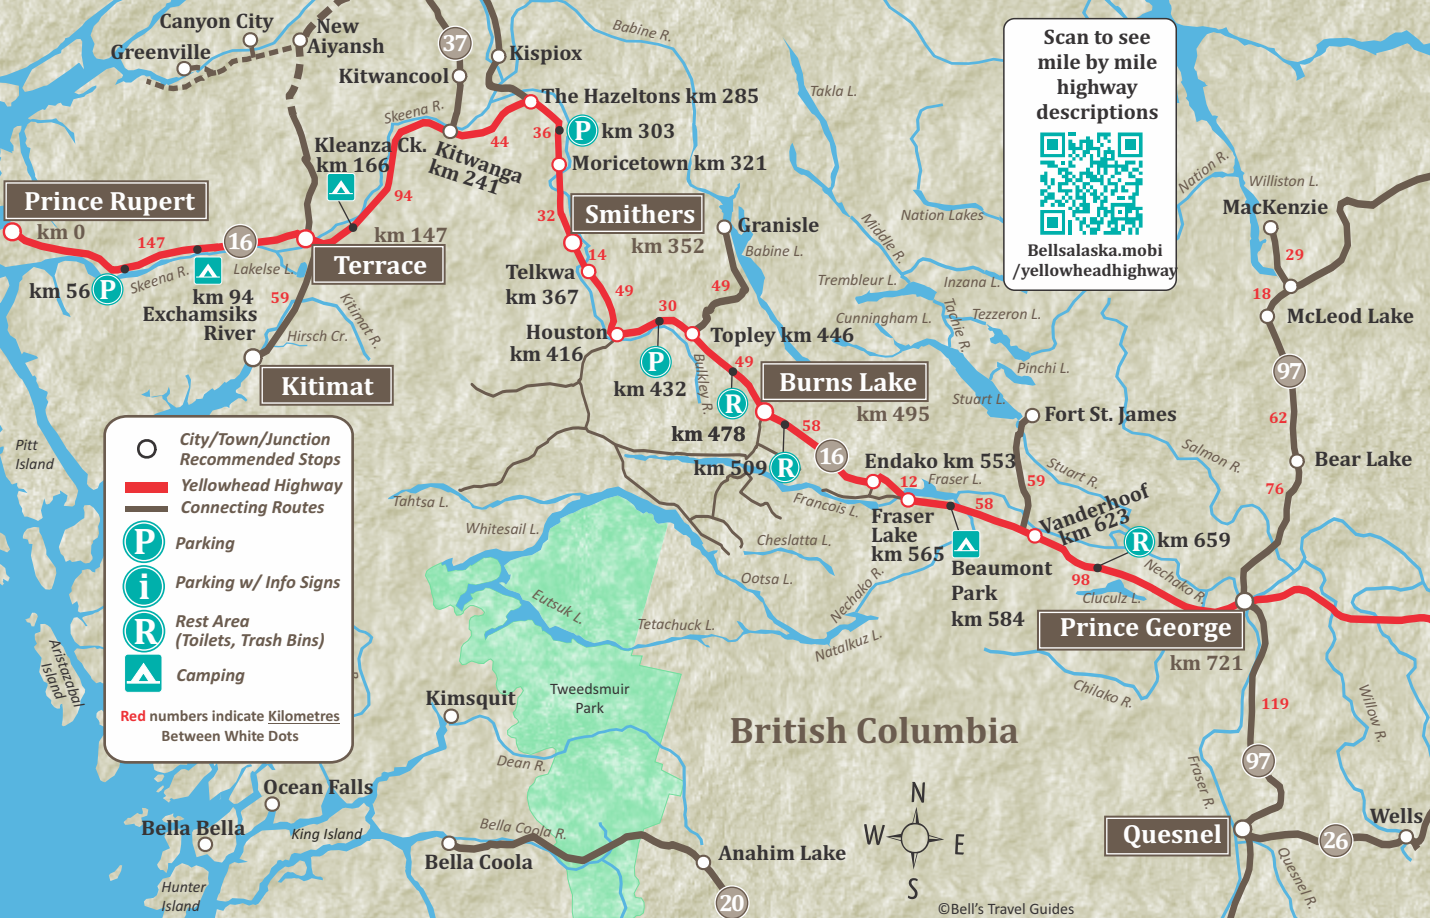 Canyon City
New
Aiyansh
Greenville
37
Kitwancool
Kispiox
Babine R.
Takla L.
Scan to see
mile by mile
highway
descriptions
Bellsalaska.mobi
/yellowheadhighway
The Hazeltons km 285
Skeena R.
44
36
P
km 303
Kleanza Ck.
km 166
Kitwanga
km 241
Moricetown km 321
94
32
Nation R.
Williston L.
MacKenzie
Nation Lakes
Middle R.
Prince Rupert
km 0
147
16
km 147
Terrace
Smithers
km 352
Granisle
Babine L.
km 56
P
Skeena R.
Lakelse L.
km 94
Exchamsiks
River
59
Kitimat R.
Hirsch Cr.
Kitimat
Telkwa
km 367
14
49
30
49
Houston
km 416
Topley km 446
P
km 432
Bulkley R.
49
R
km 478
Trembleur L.
Inzana L.
Cunningham L.
Tachie R.
Tezzeron L.
Pinchi L.
Stuart L.
29
18
McLeod Lake
97
62
Bear Lake
76
Burns Lake
km 495
58
16
km 509
R
Endako km 553
12
Fraser L.
Francois L.
Fraser
Lake
km 565
58
Fort St. James
59
Stuart R.
Salmon R.
Vanderhoof
km 623
R
km 659
98
Cluculz L.
Nechako R.
Beaumont
Park
km 584
Prince George
km 721
Pitt
Island
City/Town/Junction
Recommended Stops
Yellowhead Highway
Connecting Routes
P
Parking
i
Parking w/ Info Signs
R
Rest Area
(Toilets, Trash Bins)
Camping
Red numbers indicate Kilometres
Between White Dots
Aristazabal
Island
R.
Tahtsa L.
Whitesail L.
Cheslatta L.
Ootsa L.
Eutsuk L.
Tetachuck L.
Nechako R.
Natalkuz L.
Chilako R.
Tweedsmuir
Park
Kimsquit
Dean R.
British Columbia
119
97
Willow R.
Fraser R.
Ocean Falls
Bella Bella
King Island
Bella Coola R.
Bella Coola
Hunter
Island
Anahim Lake
20
N
W
E
S
©Bell's Travel Guides
Quesnel
26
Wells
Quesnel R.